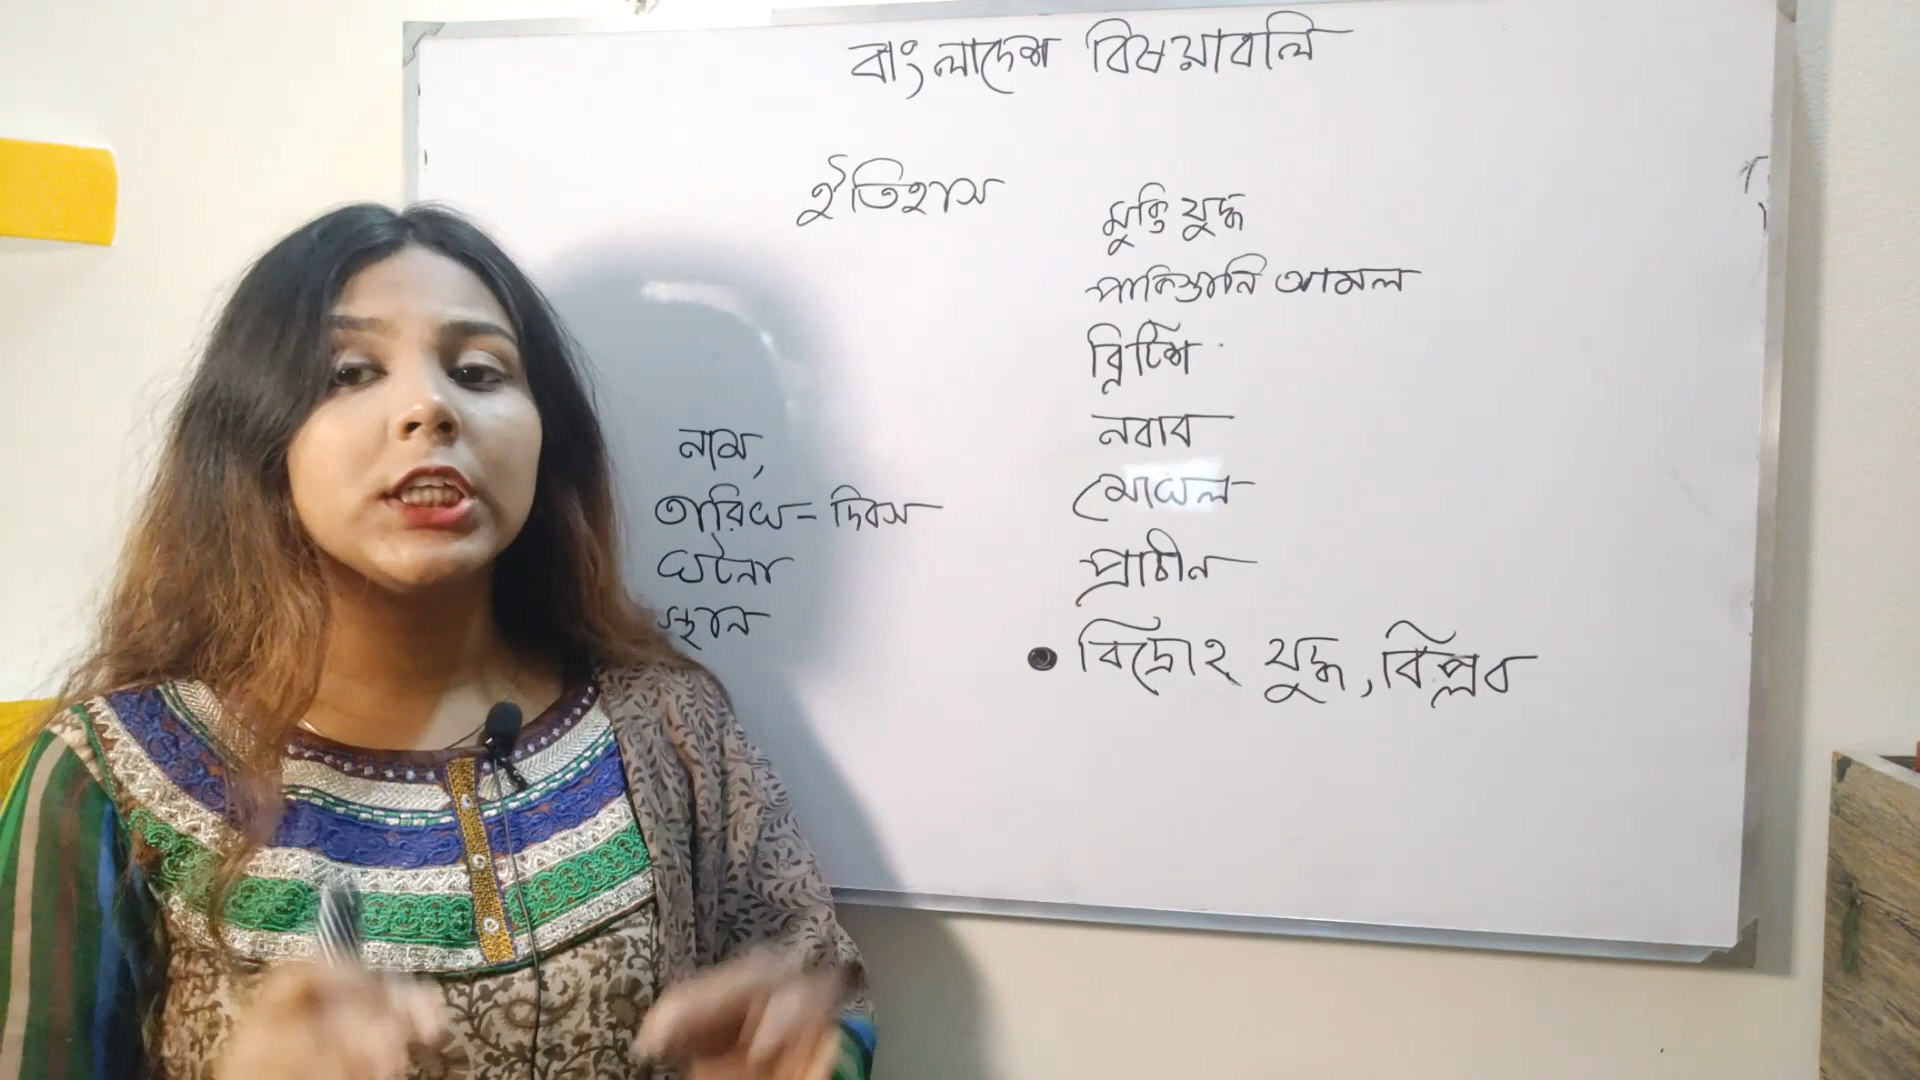 বাংলাদেশ বিষয়াবলি
ইতিহাস
মুক্তি যুদ্ধ
পাকিস্তানি আমল
ব্রিটিশ
নবাব
মোঘল
প্রাচীন
বিদ্রোহ যুদ্ধ, বিপ্লব
নাম,
তারিখ = দিবস
ঘটনা
স্থান